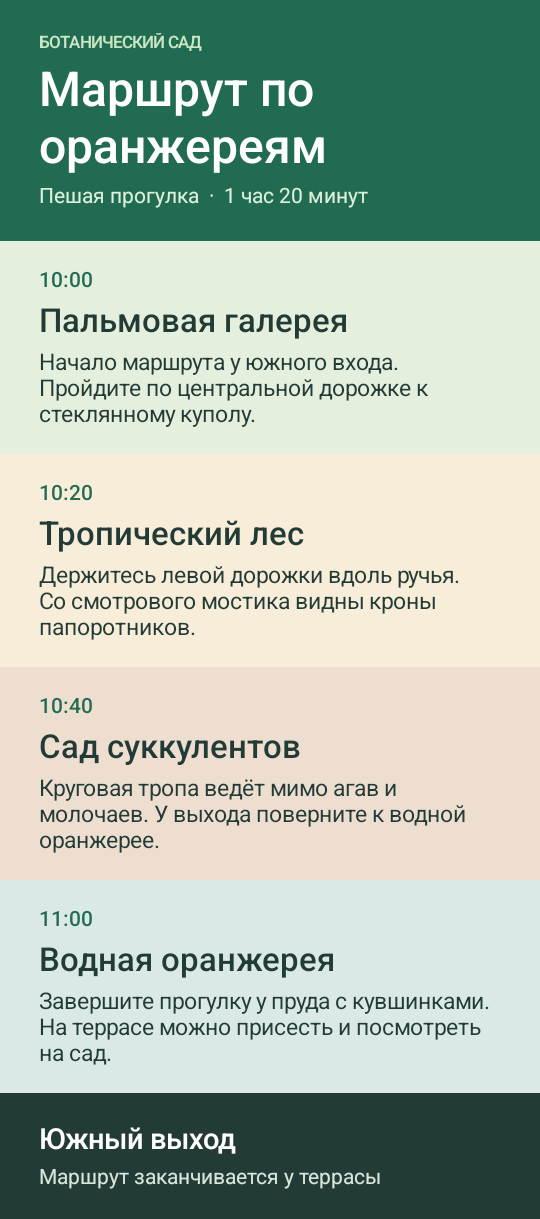 БОТАНИЧЕСКИЙ САД
Маршрут по
оранжереям
Пешая прогулка · 1 час 20 минут
10:00
Пальмовая галерея
Начало маршрута у южного входа.
Пройдите по центральной дорожке к
стеклянному куполу.
10:20
Тропический лес
Держитесь левой дорожки вдоль ручья.
Со смотрового мостика видны кроны
папоротников.
10:40
Сад суккулентов
Круговая тропа ведёт мимо агав и
молочаев. У выхода поверните к водной
оранжерее.
11:00
Водная оранжерея
Завершите прогулку у пруда с кувшинками.
На террасе можно присесть и посмотреть
на сад.
Южный выход
Маршрут заканчивается у террасы